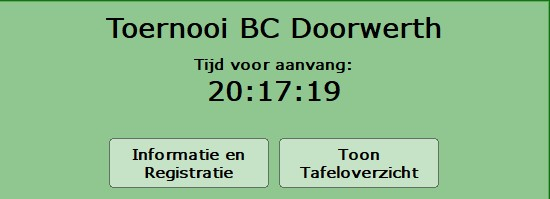 Toernooi BC Doorwerth
Tijd voor aanvang:
20:17:19
Informatie en
Registratie
Toon
Tafeloverzicht